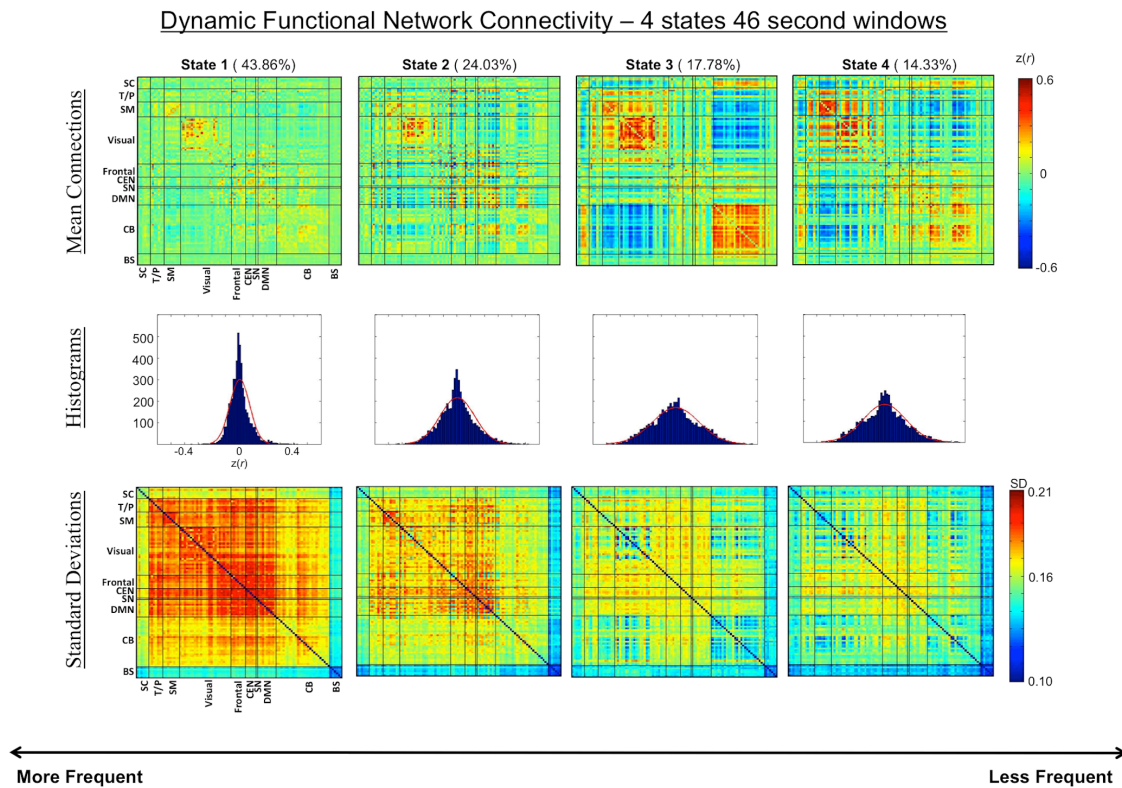 Dynamic Functional Network Connectivity – 4 states 46 second windows
State 1 ( 43.86%)
State 2 ( 24.03%)
State 3 ( 17.78%)
State 4 ( 14.33%)
z(r)
Mean Connections
SC
T/P
SM
Visual
Frontal
CEN
SN
DMN
CB
BS
SC
T/P
SM
Visual
Frontal
CEN
SN
DMN
CB
BS
0.6
0
-0.6
Histograms
500
400
300
200
100
-0.4
0
0.4
z(r)
Standard Deviations
SC
T/P
SM
Visual
Frontal
CEN
SN
DMN
CB
BS
SC
T/P
SM
Visual
Frontal
CEN
SN
DMN
CB
BS
SD
0.21
0.16
0.10
More Frequent
Less Frequent